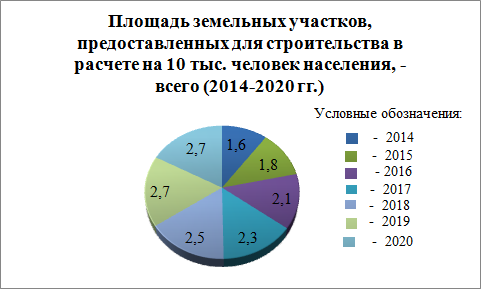 Площадь земельных участков,
предоставленных для строительства в
расчете на 10 тыс. человек населения, -
всего (2014-2020 гг.)
Условные обозначения:
- 2014
- 2015
- 2016
- 2017
- 2018
- 2019
- 2020
1,6
1,8
2,1
2,3
2,5
2,7
2,7